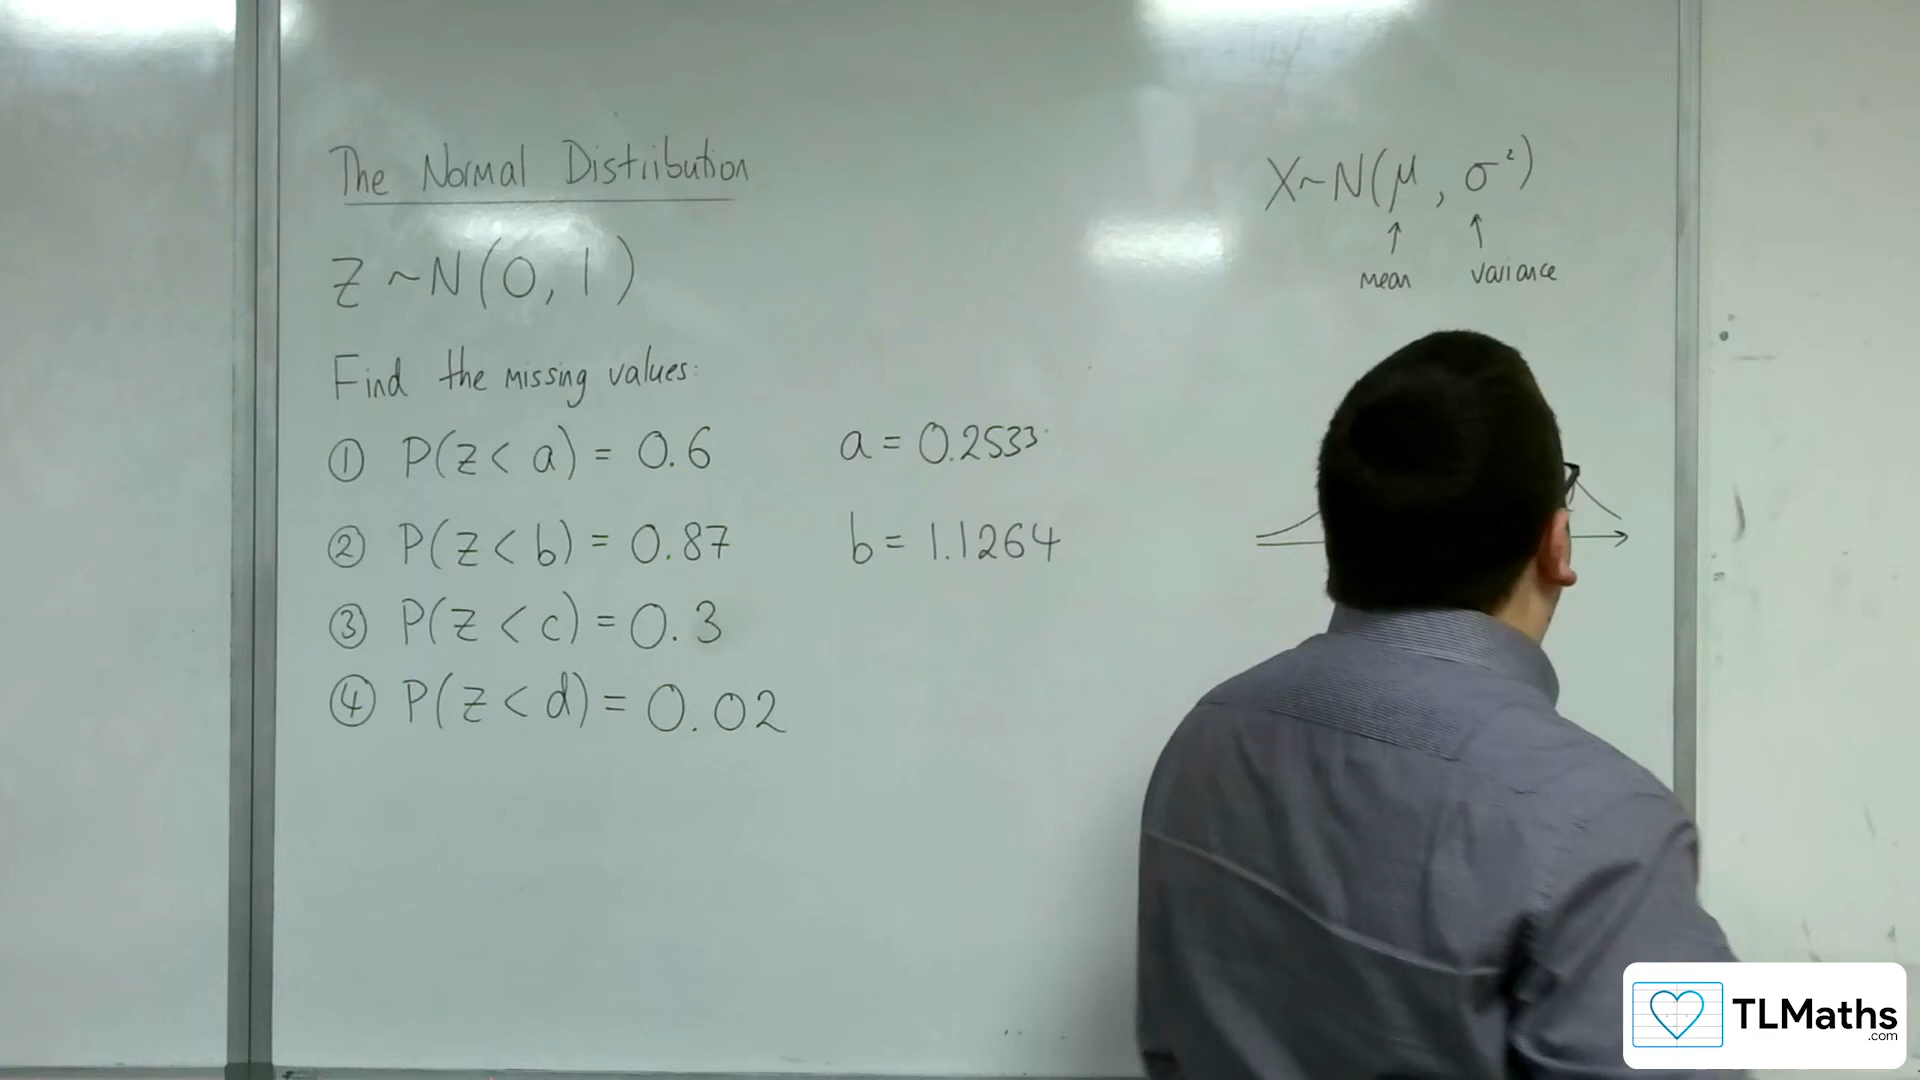 The Normal Distribution
Z ~ N(0, 1)
Find the missing values:
① P(Z < a) = 0.6
a = 0.2533
② P(Z < b) = 0.87
b = 1.1264
③ P(Z < c) = 0.3
④ P(Z < d) = 0.02
X ~ N(μ, σ²)
↑ ↑
mean variance
TLMaths
.com